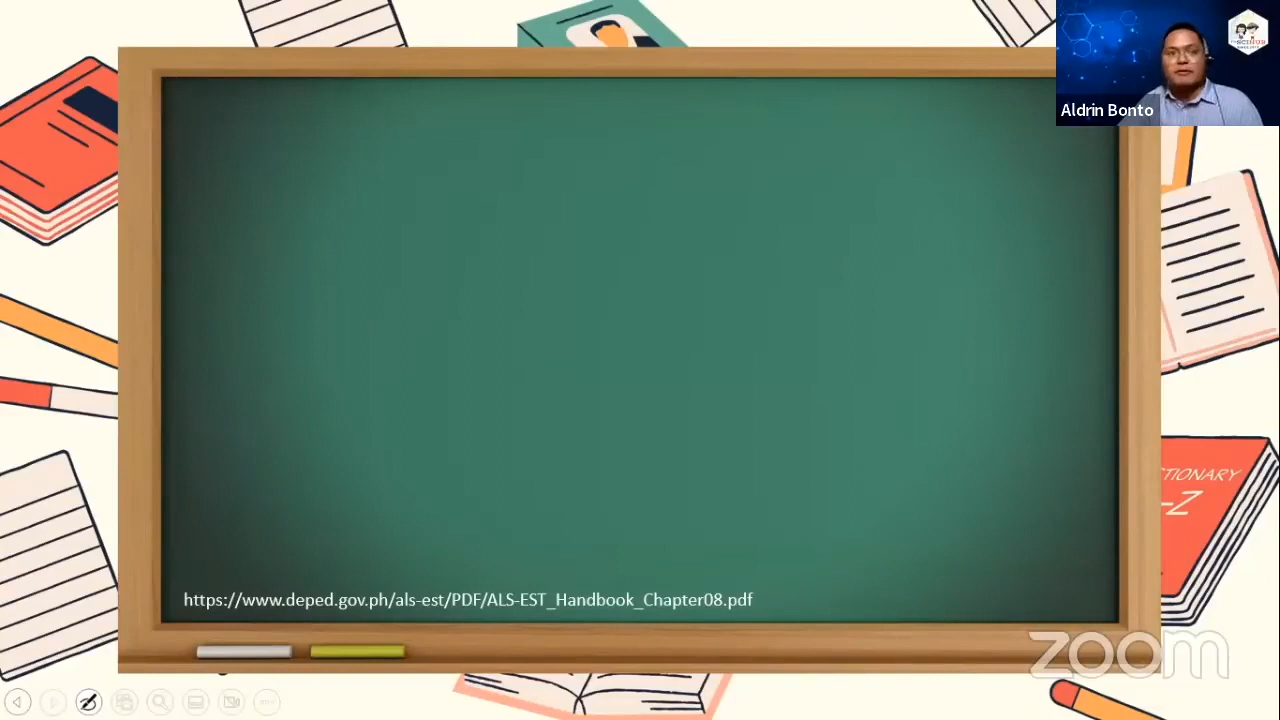 Aldrin Bonto
TIONARY
-Z
https://www.deped.gov.ph/als-est/PDF/ALS-EST_Handbook_Chapter08.pdf
zoom